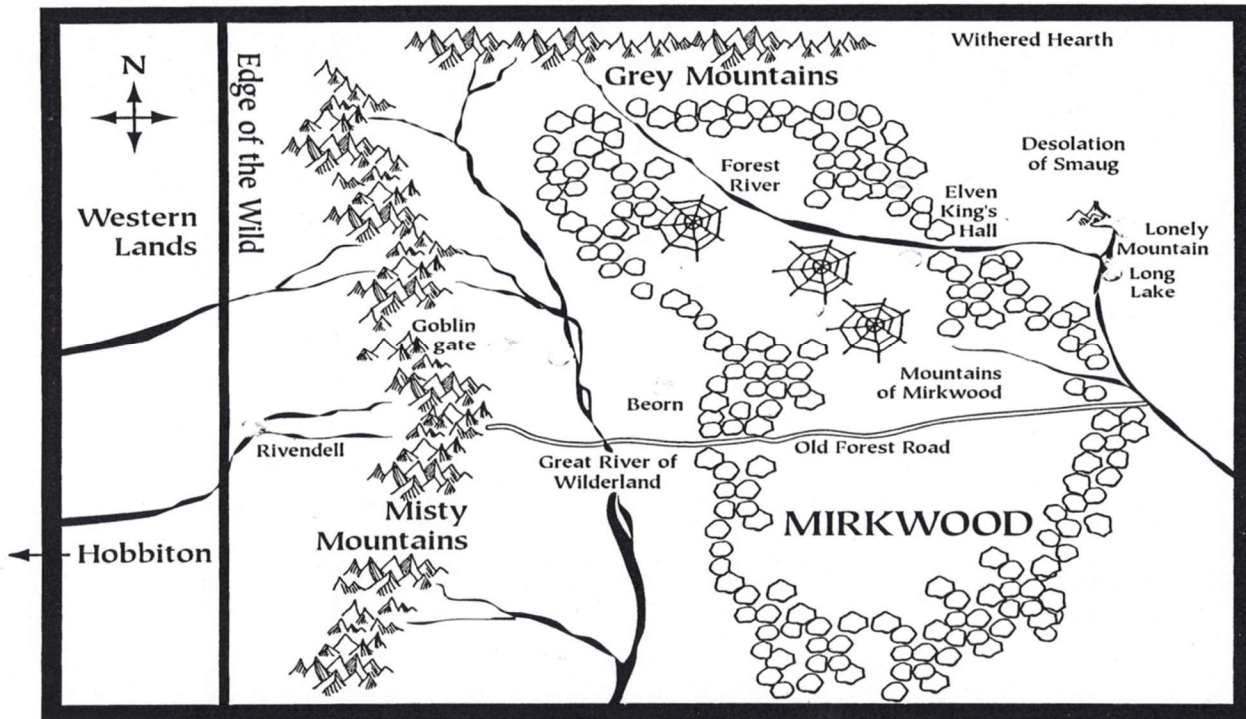 N
Edge of the Wild
Western
Lands
Hobbiton
Withered Hearth
Grey Mountains
Desolation
of Smaug
Forest
River
Elven
King's
Hall
Lonely
Mountain
Long
Lake
Goblin
gate
Mountains
of Mirkwood
Beorn
Rivendell
Old Forest Road
Great River of
Wilderland
Misty
Mountains
MIRKWOOD